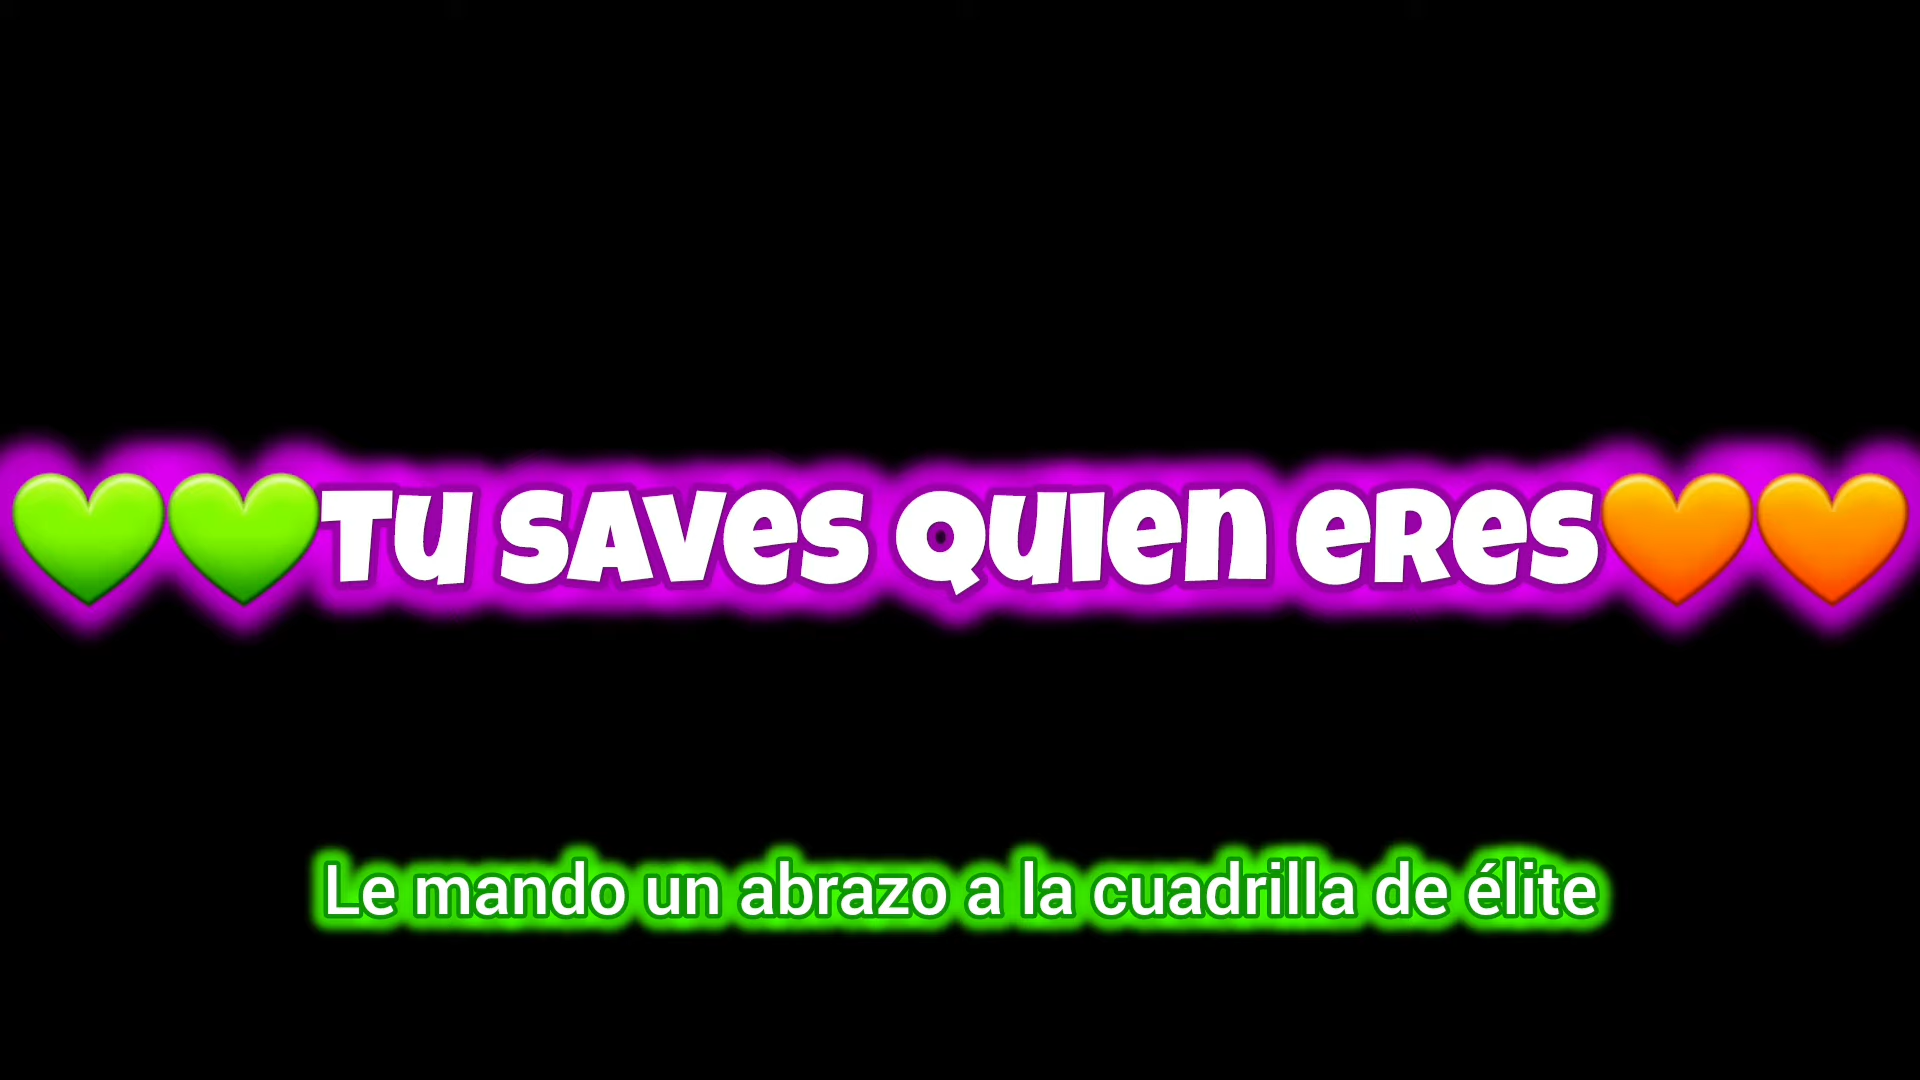 💚💚Tu saves quien eres🧡🧡
Le mando un abrazo a la cuadrilla de élite